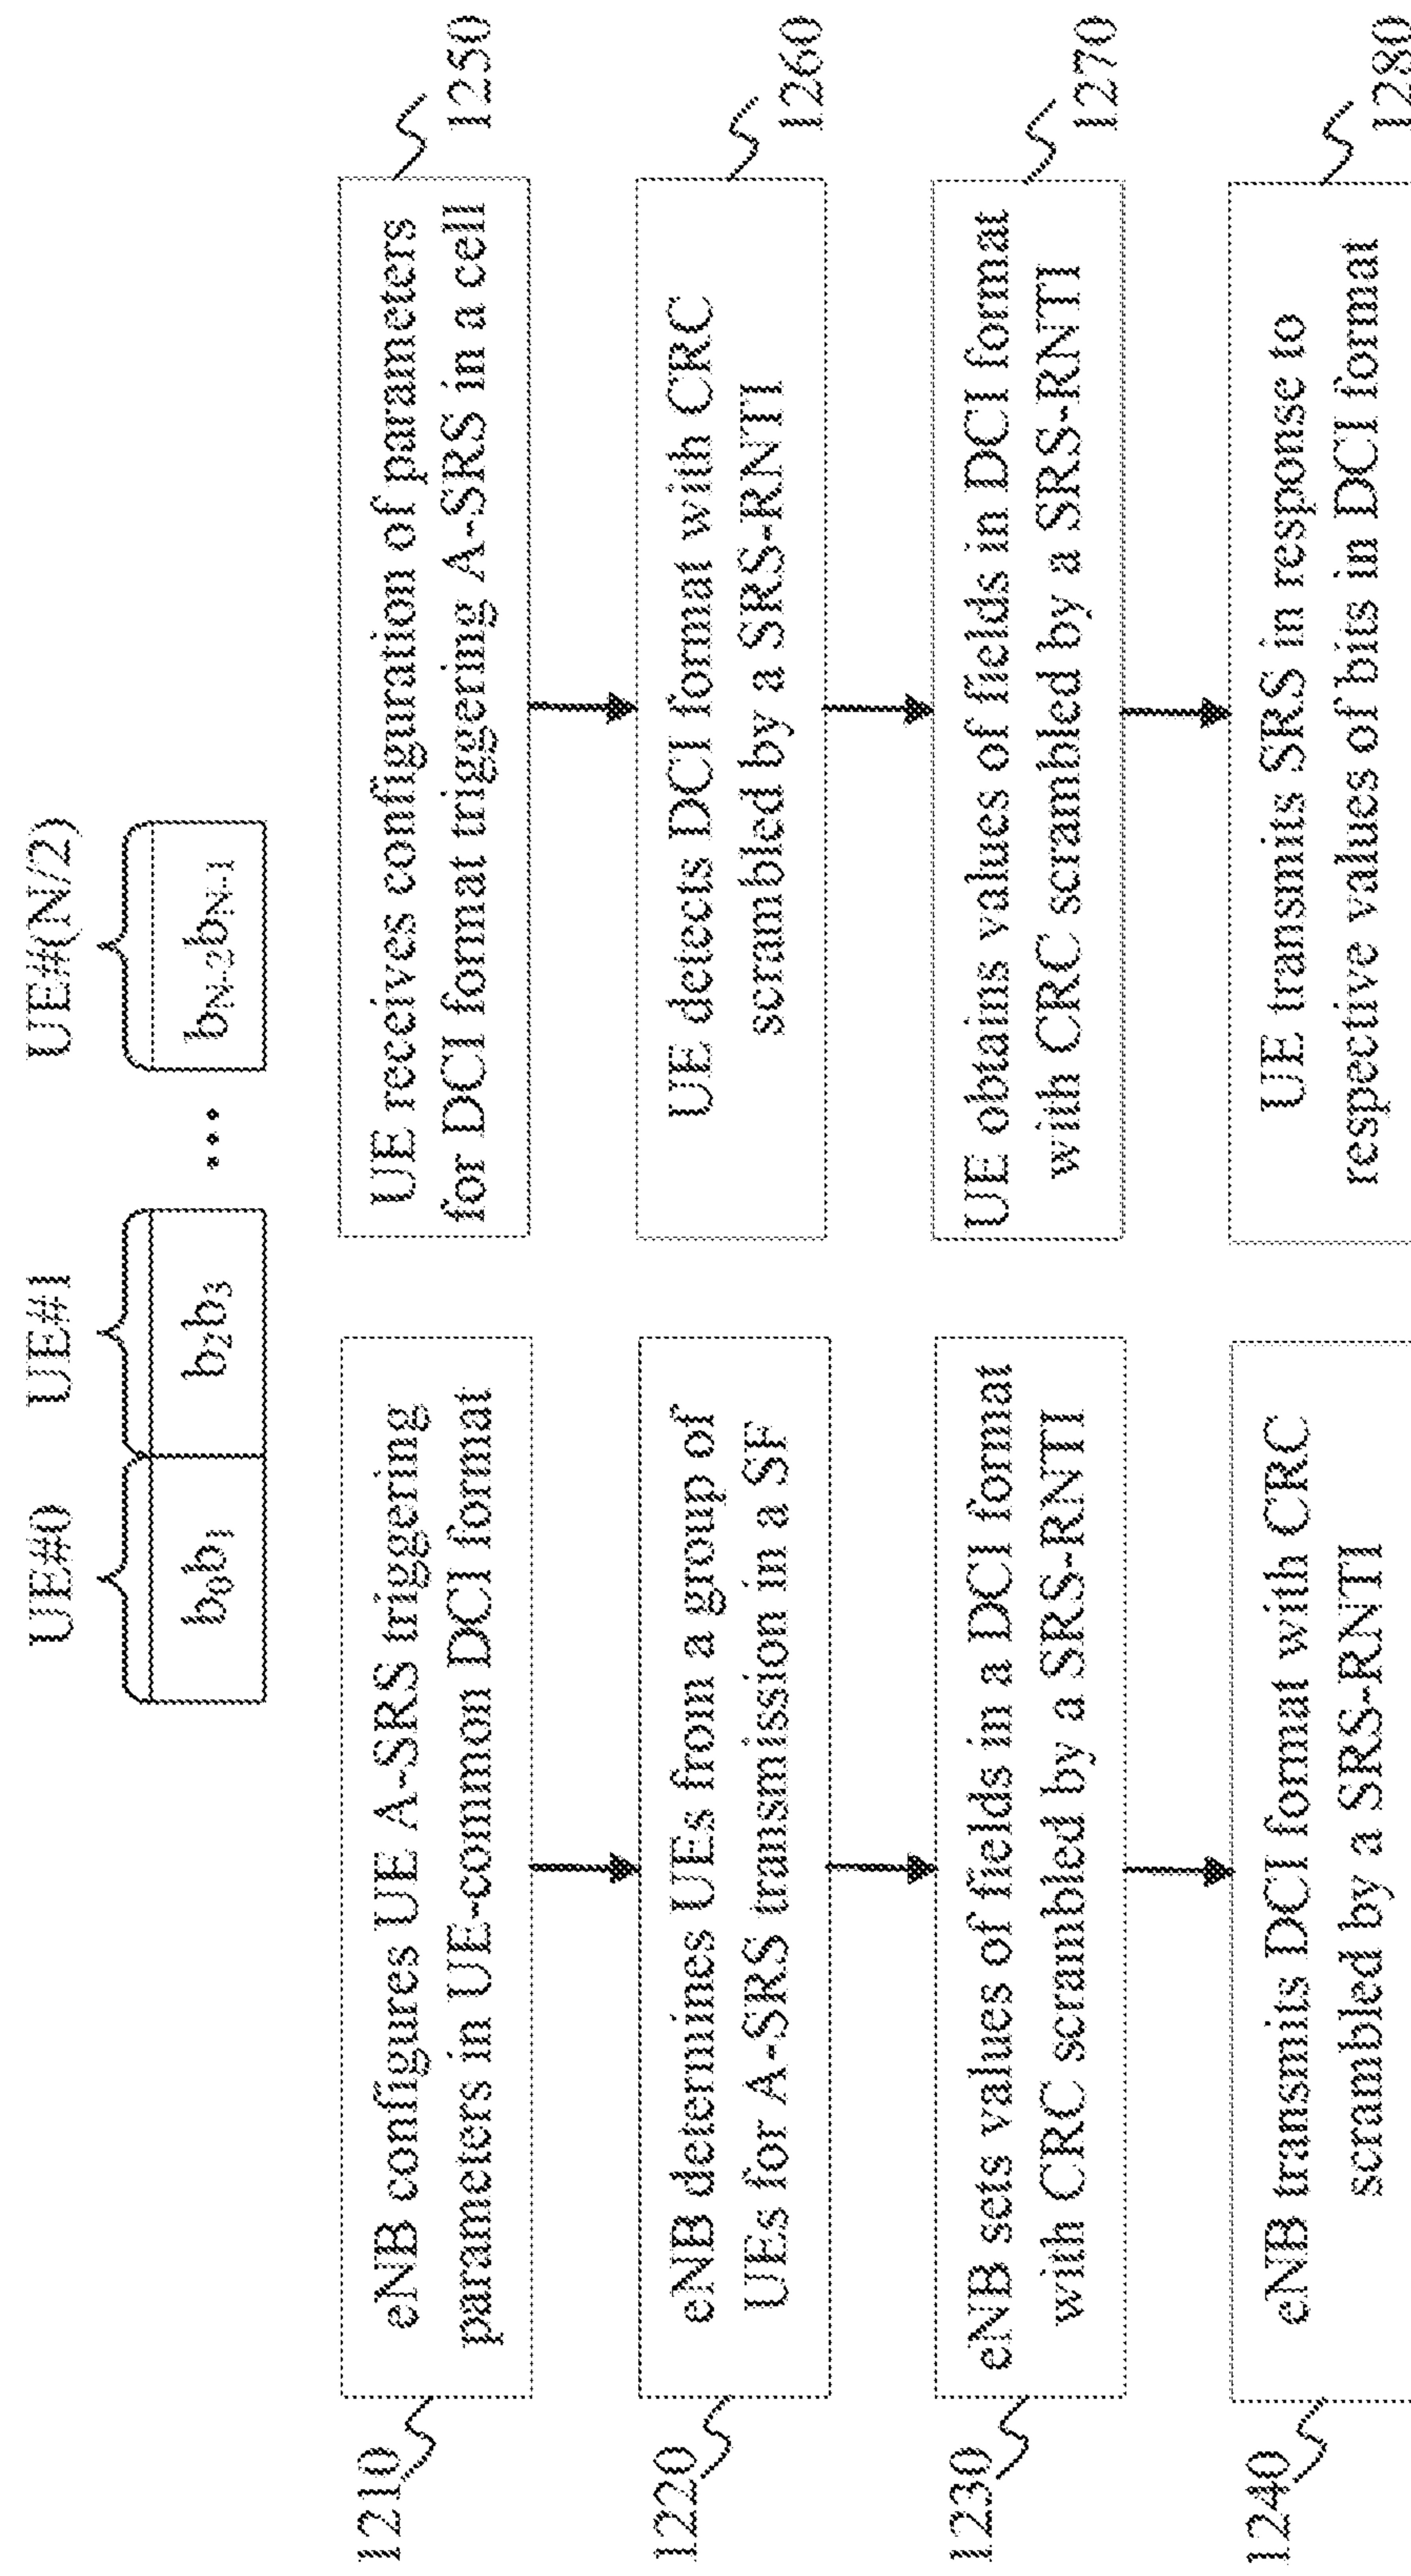 UE#0
UE#1
UE#(N/2)
b₀b₁
b₂b₃
...
b_{N-2}b_{N-1}
1210
eNB configures UE A-SRS triggering
parameters in UE-common DCI format
1220
eNB determines UEs from a group of
UEs for A-SRS transmission in a SF
1230
eNB sets values of fields in a DCI format
with CRC scrambled by a SRS-RNTI
1240
eNB transmits DCI format with CRC
scrambled by a SRS-RNTI
UE receives configuration of parameters
for DCI format triggering A-SRS in a cell
1250
UE detects DCI format with CRC
scrambled by a SRS-RNTI
1260
UE obtains values of fields in DCI format
with CRC scrambled by a SRS-RNTI
1270
UE transmits SRS in response to
respective values of bits in DCI format
1280